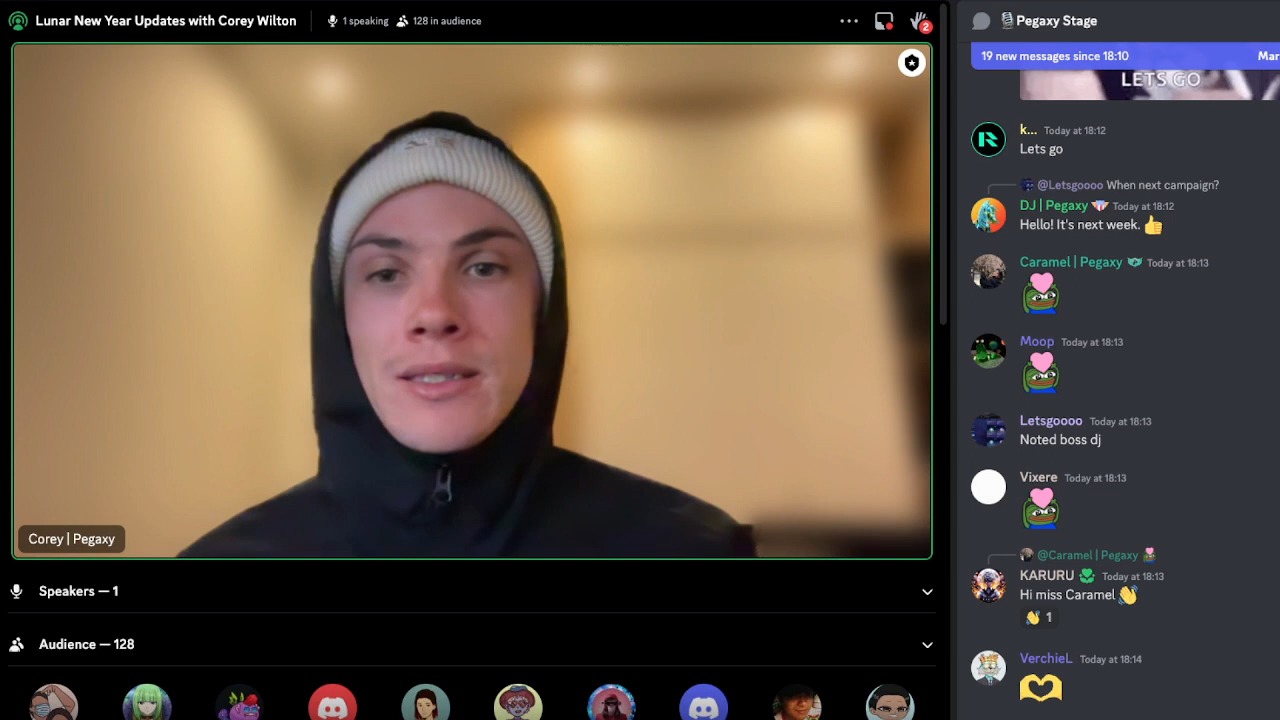 Lunar New Year Updates with Corey Wilton
1 speaking
128 in audience
2
Pegaxy Stage
19 new messages since 18:10
Mar
LETS GO
k... Today at 18:12
Lets go
@Letsgoooo When next campaign?
DJ | Pegaxy Today at 18:12
Hello! It's next week.
Caramel | Pegaxy Today at 18:13
Moop Today at 18:13
Letsgoooo Today at 18:13
Noted boss dj
Vixere Today at 18:13
@Caramel | Pegaxy
KARURU Today at 18:13
Hi miss Caramel
1
VerchieL Today at 18:14
Corey | Pegaxy
Speakers — 1
Audience — 128